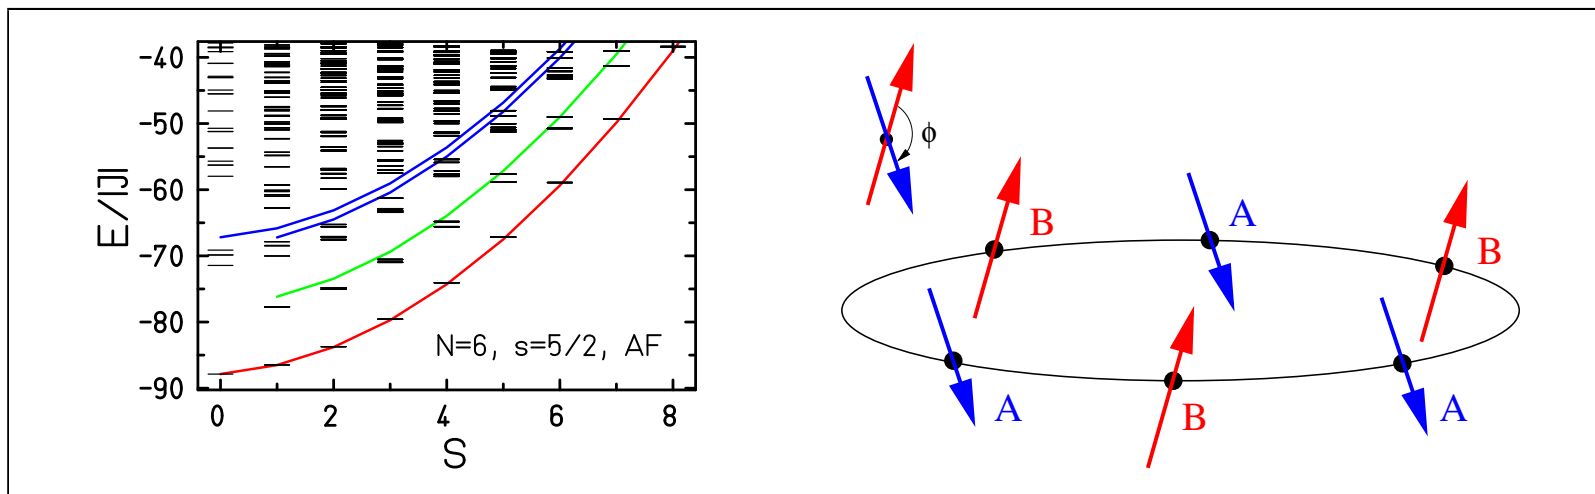 E/|J|
-40
-50
-60
-70
-80
-90
N=6, s=5/2, AF
0 2 4 6 8
S
ϕ
B
A
B
A
B
A